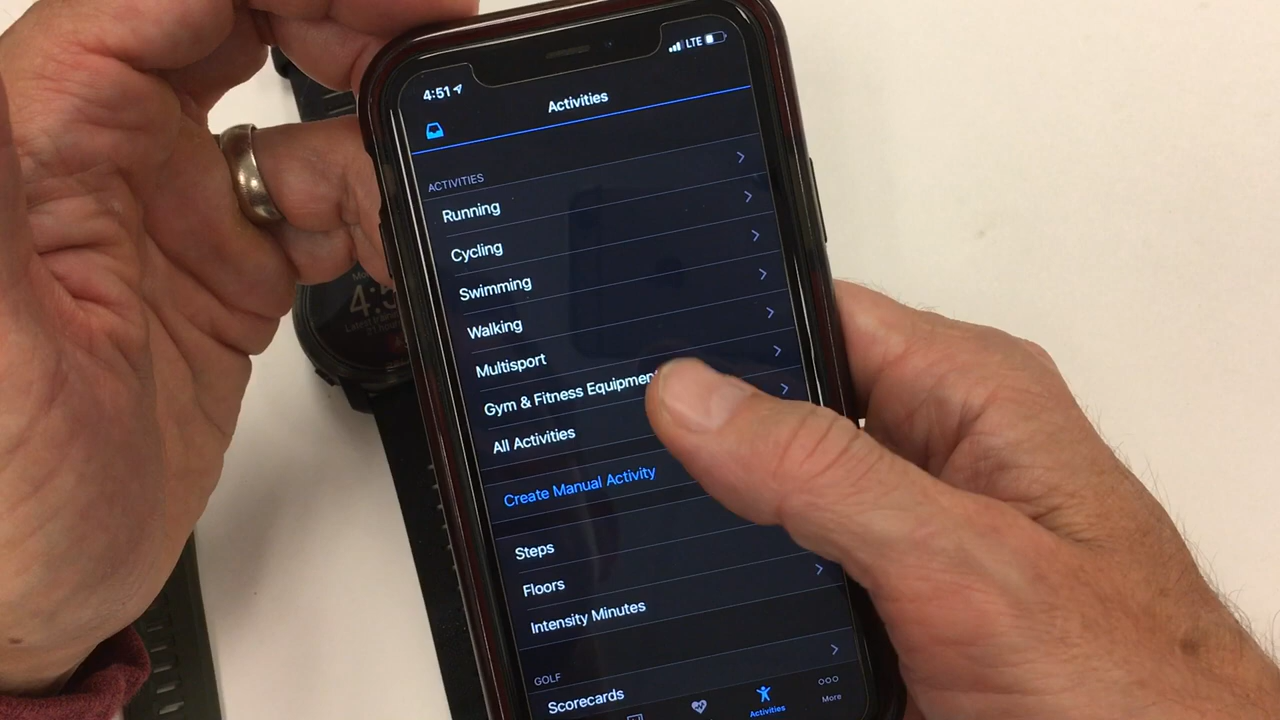 4:51
LTE
Activities
ACTIVITIES
Running
Cycling
Swimming
Walking
Multisport
Gym & Fitness Equipment
All Activities
Create Manual Activity
Steps
Floors
Intensity Minutes
GOLF
Scorecards
Activities
More